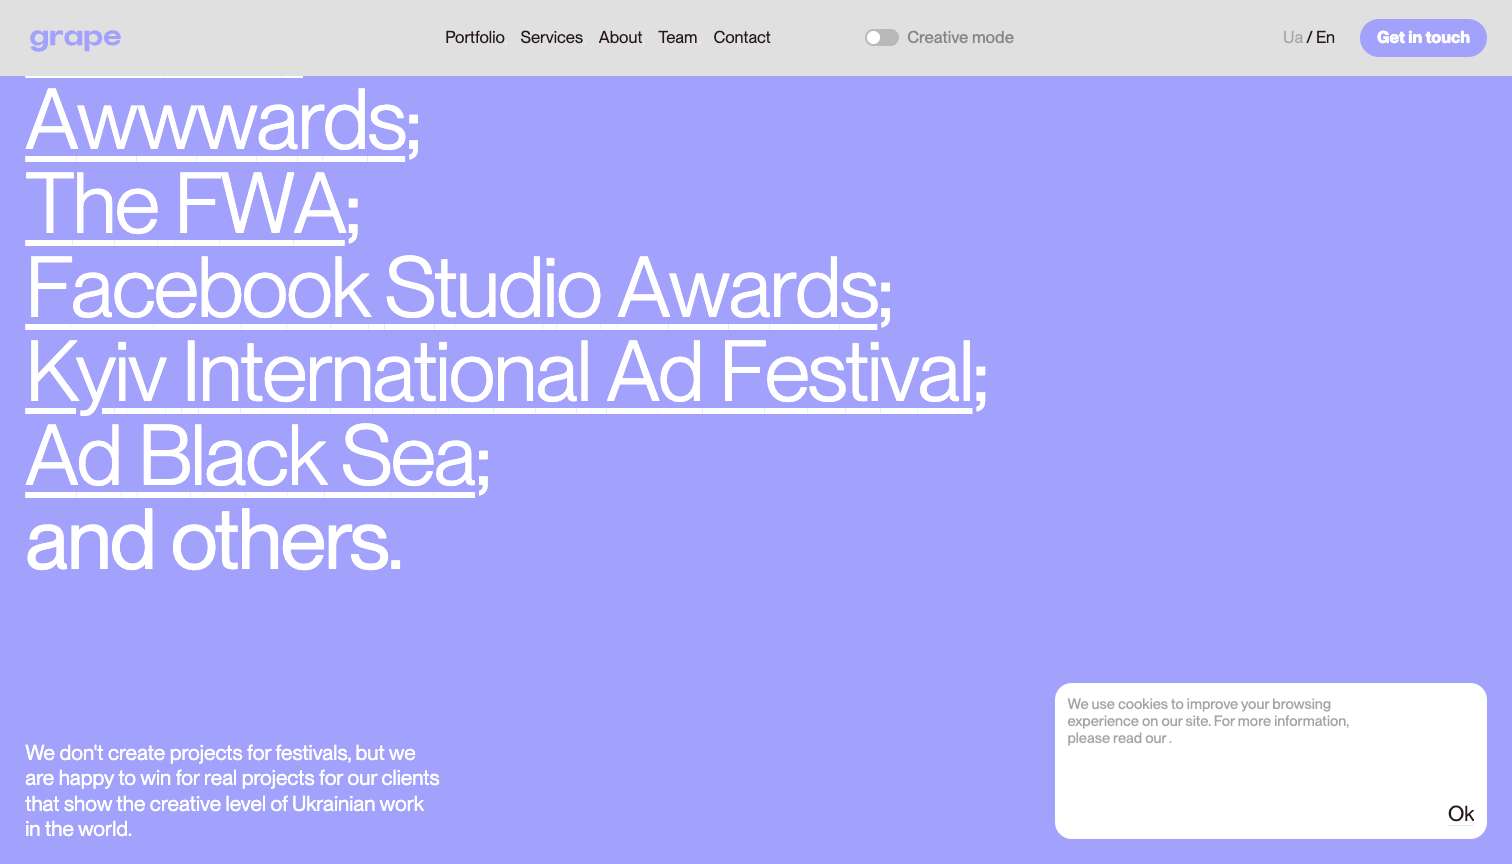 grape
Portfolio Services About Team Contact
Creative mode
Ua / En
Get in touch
Awwwards;
The FWA;
Facebook Studio Awards;
Kyiv International Ad Festival;
Ad Black Sea;
and others.
We don't create projects for festivals, but we
are happy to win for real projects for our clients
that show the creative level of Ukrainian work
in the world.
We use cookies to improve your browsing
experience on our site. For more information,
please read our .
Ok